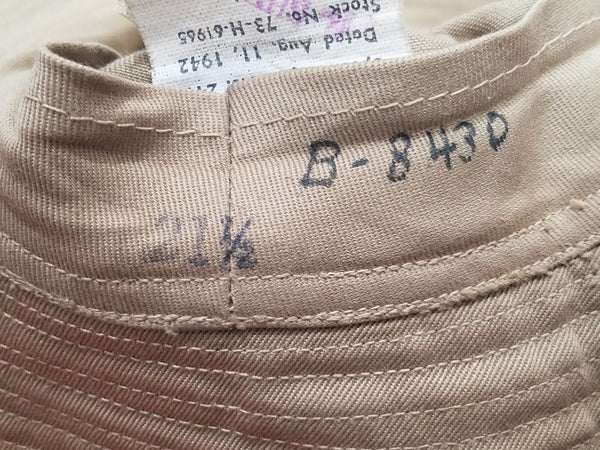 Stock No. 73-H-61965
Dated Aug. 11, 1942
B-8430
21½